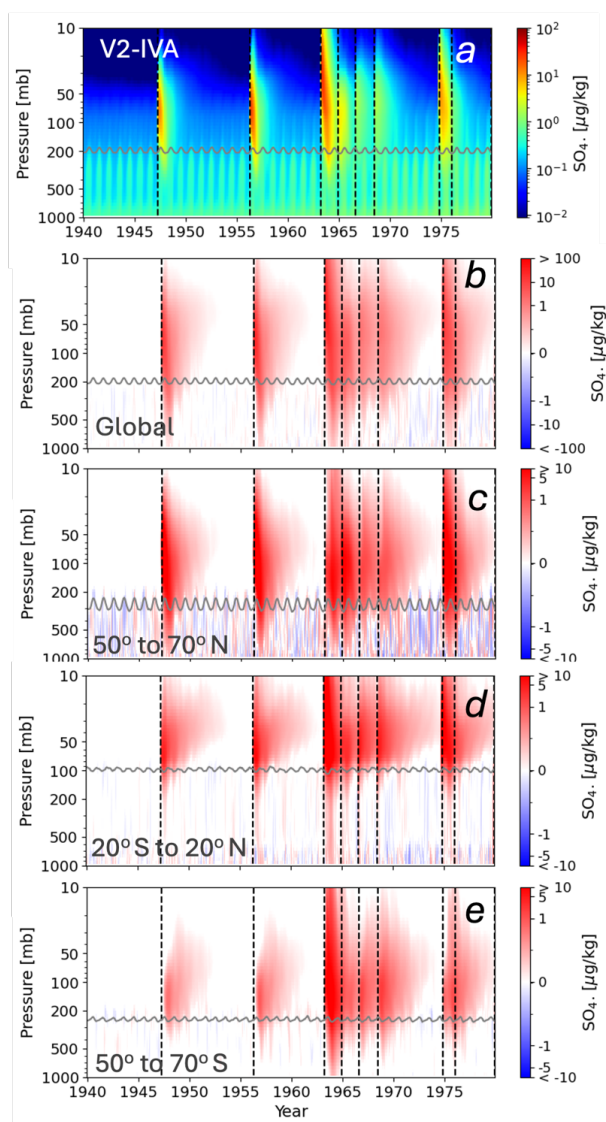 V2-IVA
a
Pressure [mb]
10
50
100
200
500
1000
1940 1945 1950 1955 1960 1965 1970 1975
10²
10¹
10⁰
10⁻¹
10⁻²
SO₄. [μg/kg]
b
Pressure [mb]
10
50
100
200
500
1000
Global
> 100
10
1
0
-1
-10
< -100
SO₄. [μg/kg]
c
Pressure [mb]
10
50
100
200
500
1000
50° to 70° N
> 10
5
1
0
-1
5
< -10
SO₄. [μg/kg]
d
Pressure [mb]
10
50
100
200
500
1000
20° S to 20° N
> 10
5
1
0
-1
5
< -10
SO₄. [μg/kg]
e
Pressure [mb]
10
50
100
200
500
1000
50° to 70° S
1940 1945 1950 1955 1960 1965 1970 1975
Year
> 10
5
1
0
-1
5
< -10
SO₄. [μg/kg]